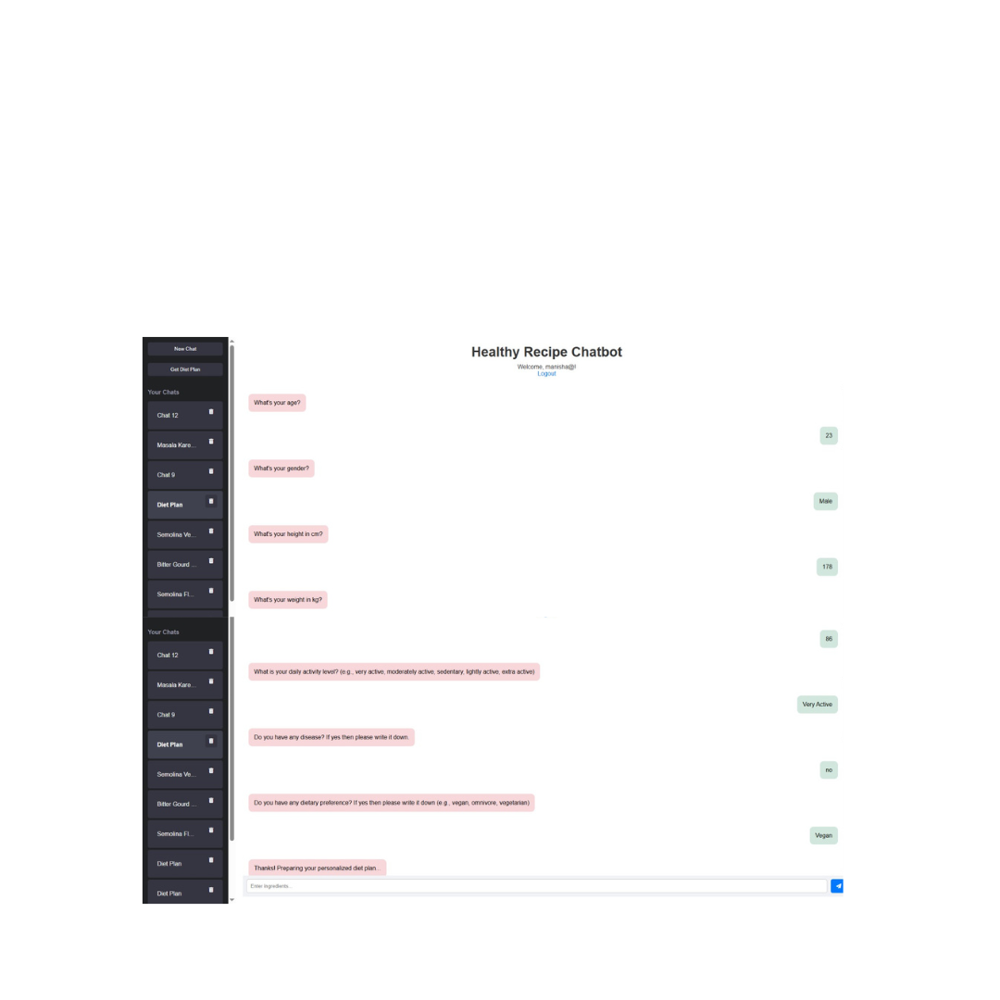 New Chat
Get Diet Plan
Your Chats
Chat 12
Masala Kare...
Chat 9
Diet Plan
Semolina Ve...
Bitter Gourd ...
Semolina Fl...
Healthy Recipe Chatbot
Welcome, manisha@!
Logout
What's your age?
23
What's your gender?
Male
What's your height in cm?
178
What's your weight in kg?
Your Chats
Chat 12
Masala Kare...
Chat 9
Diet Plan
Semolina Ve...
Bitter Gourd ...
Semolina Fl...
Diet Plan
Diet Plan
86
What is your daily activity level? (e.g., very active, moderately active, sedentary, lightly active, extra active)
Very Active
Do you have any disease? If yes then please write it down.
no
Do you have any dietary preference? If yes then please write it down (e.g., vegan, omnivore, vegetarian)
Vegan
Thanks! Preparing your personalized diet plan...
Enter ingredients...